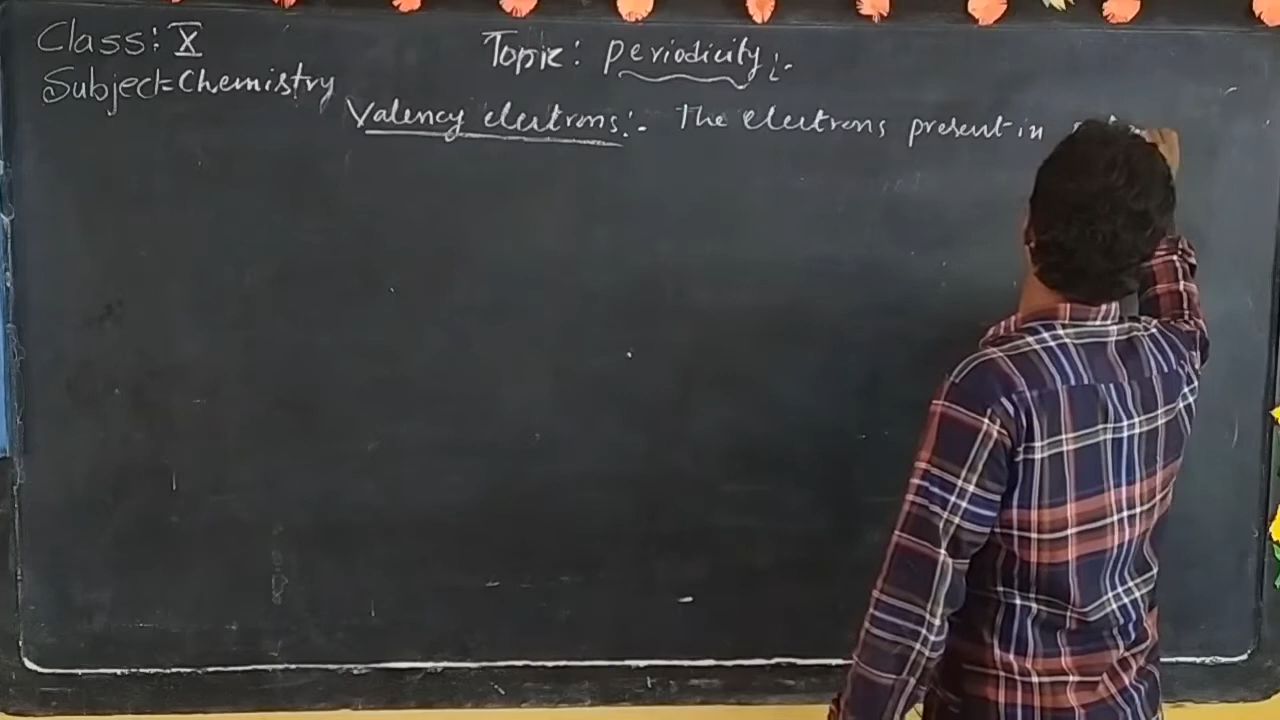 Class: X
Topic: periodicity:-
Subject=Chemistry
Valency electrons:- The electrons present in